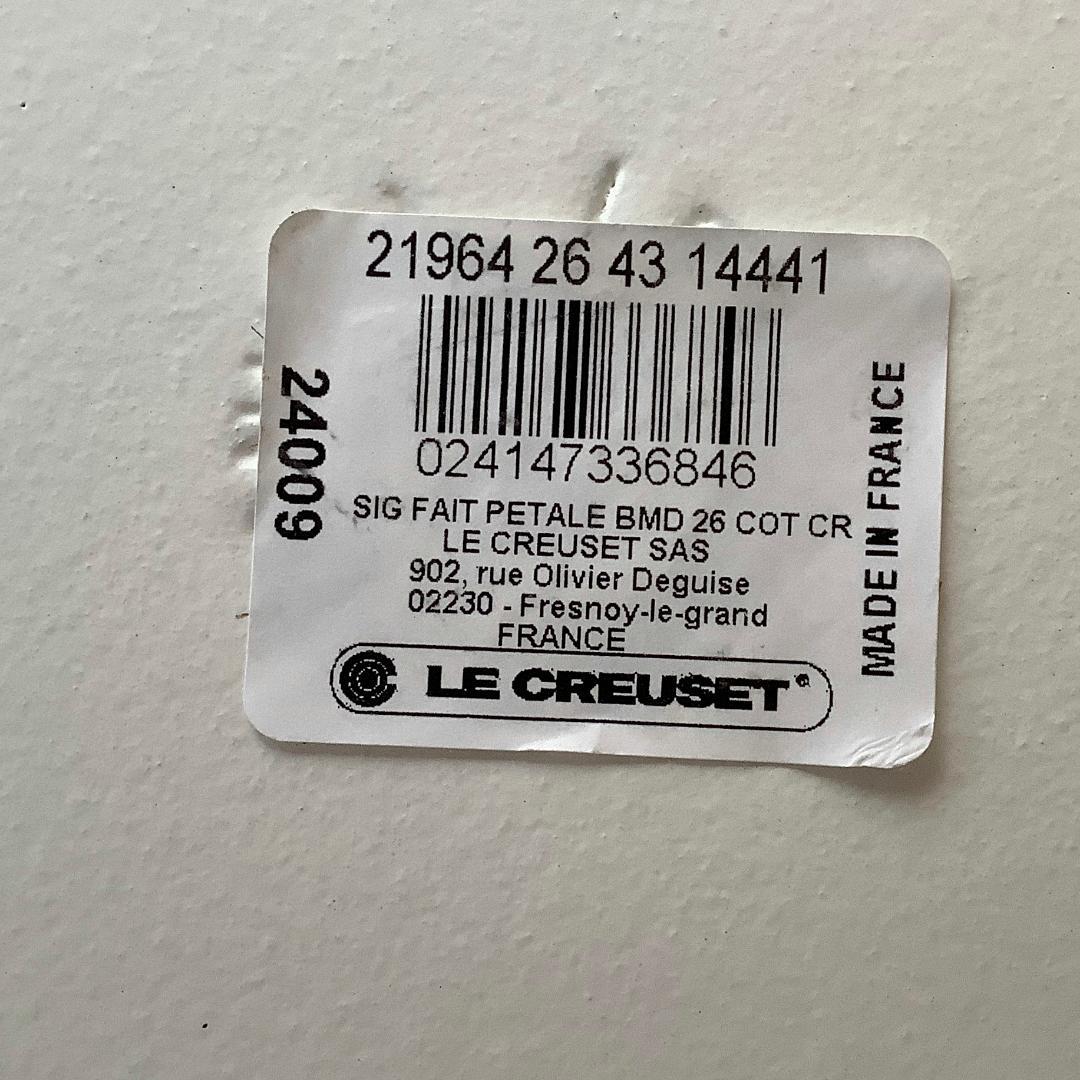 21964 26 43 14441
024147336846
24009
SIG FAIT PETALE BMD 26 COT CR
LE CREUSET SAS
902, rue Olivier Deguise
02230 - Fresnoy-le-grand
FRANCE
MADE IN FRANCE
LE CREUSET®